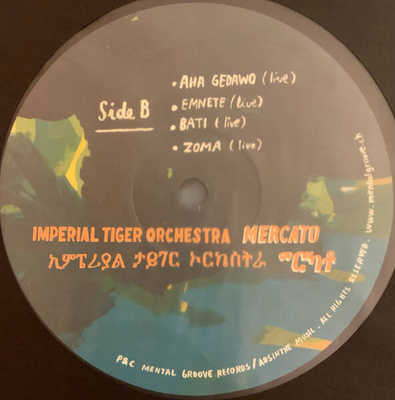 Side B
• AHA GEDAWO (live)
• EMNETE (live)
• BATI (live)
• ZOMA (live)
IMPERIAL TIGER ORCHESTRA MERCATO
ኢምፔሪያል ታይገር ኦርኬስትራ
P&C MENTAL GROOVE RECORDS / ABSINTHE MUSIC. ALL RIGHTS RESERVED. www.mentalgroove.ch